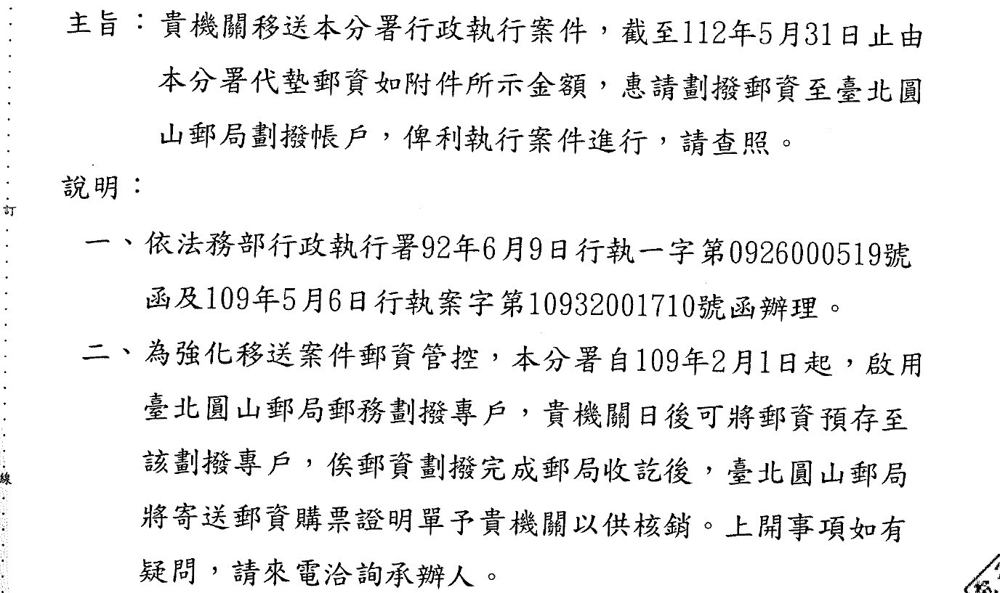 主旨：貴機關移送本分署行政執行案件，截至112年5月31日止由
本分署代墊郵資如附件所示金額，惠請劃撥郵資至臺北圓
山郵局劃撥帳戶，俾利執行案件進行，請查照。
說明：
訂
一、依法務部行政執行署92年6月9日行執一字第0926000519號
函及109年5月6日行執案字第10932001710號函辦理。
二、為強化移送案件郵資管控，本分署自109年2月1日起，啟用
臺北圓山郵局郵務劃撥專戶，貴機關日後可將郵資預存至
該劃撥專戶，俟郵資劃撥完成郵局收訖後，臺北圓山郵局
線
將寄送郵資購票證明單予貴機關以供核銷。上開事項如有
疑問，請來電洽詢承辦人。